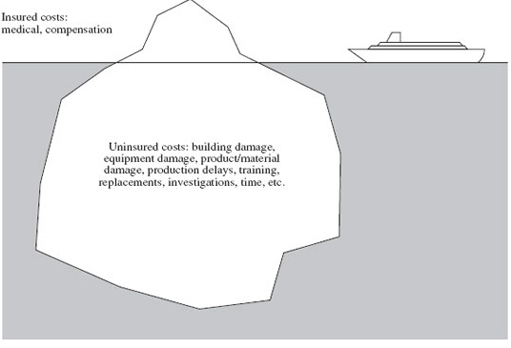 Insured costs:
medical, compensation
Uninsured costs: building damage,
equipment damage, product/material
damage, production delays, training,
replacements, investigations, time, etc.